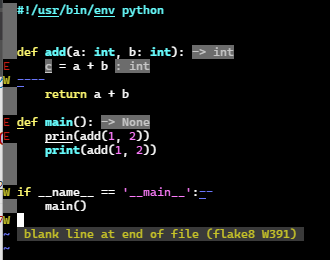 #!/usr/bin/env python
def add(a: int, b: int): -> int
E c = a + b : int
W ----
return a + b
E def main(): -> None
E prin(add(1, 2))
print(add(1, 2))
W if __name__ == '__main__':--
main()
W
~ blank line at end of file (flake8 W391)
~